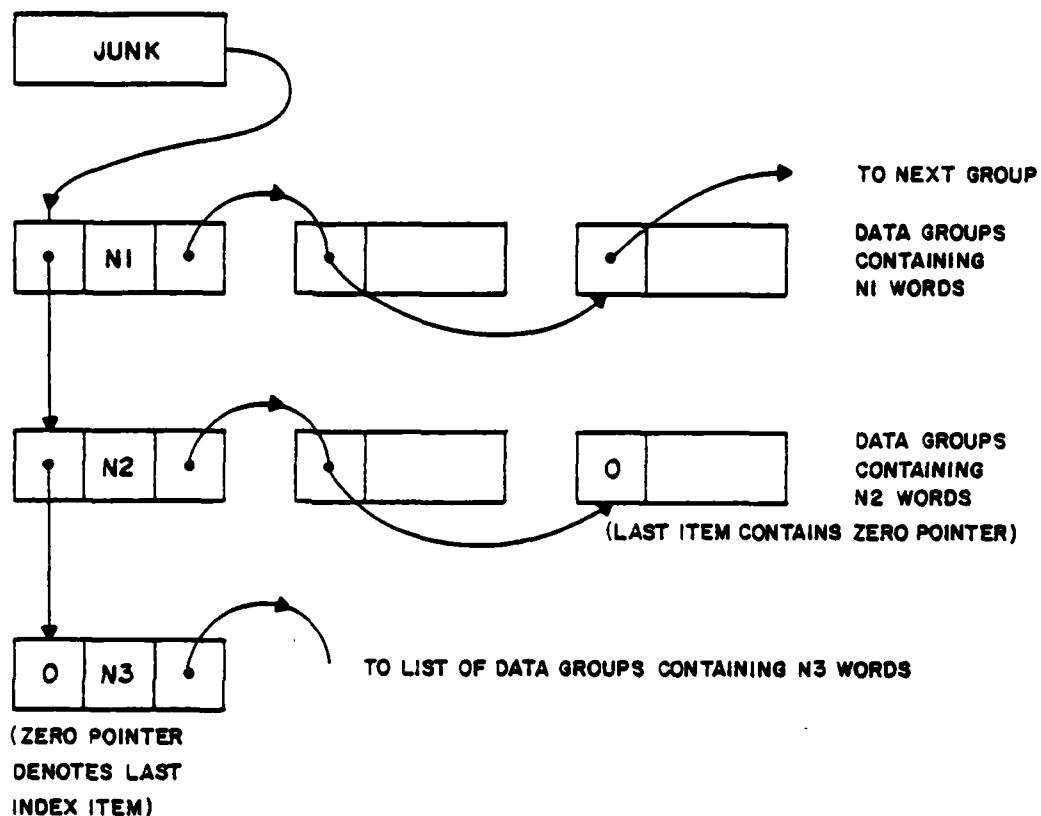 JUNK
TO NEXT GROUP
N1
DATA GROUPS
CONTAINING
N1 WORDS
N2
0
DATA GROUPS
CONTAINING
N2 WORDS
(LAST ITEM CONTAINS ZERO POINTER)
0 N3
TO LIST OF DATA GROUPS CONTAINING N3 WORDS
(ZERO POINTER
DENOTES LAST
INDEX ITEM)